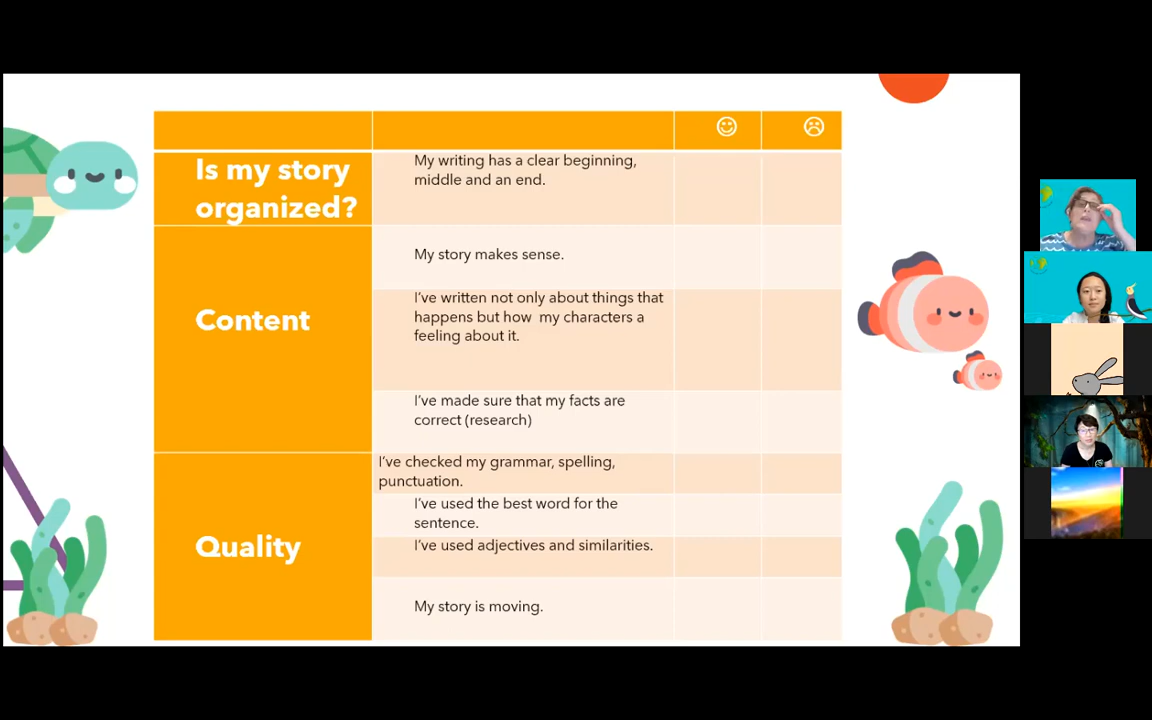 ☺ ☹
Is my story
organized?
My writing has a clear beginning,
middle and an end.
Content
My story makes sense.
I've written not only about things that
happens but how my characters a
feeling about it.
I've made sure that my facts are
correct (research)
Quality
I've checked my grammar, spelling,
punctuation.
I've used the best word for the
sentence.
I've used adjectives and similarities.
My story is moving.